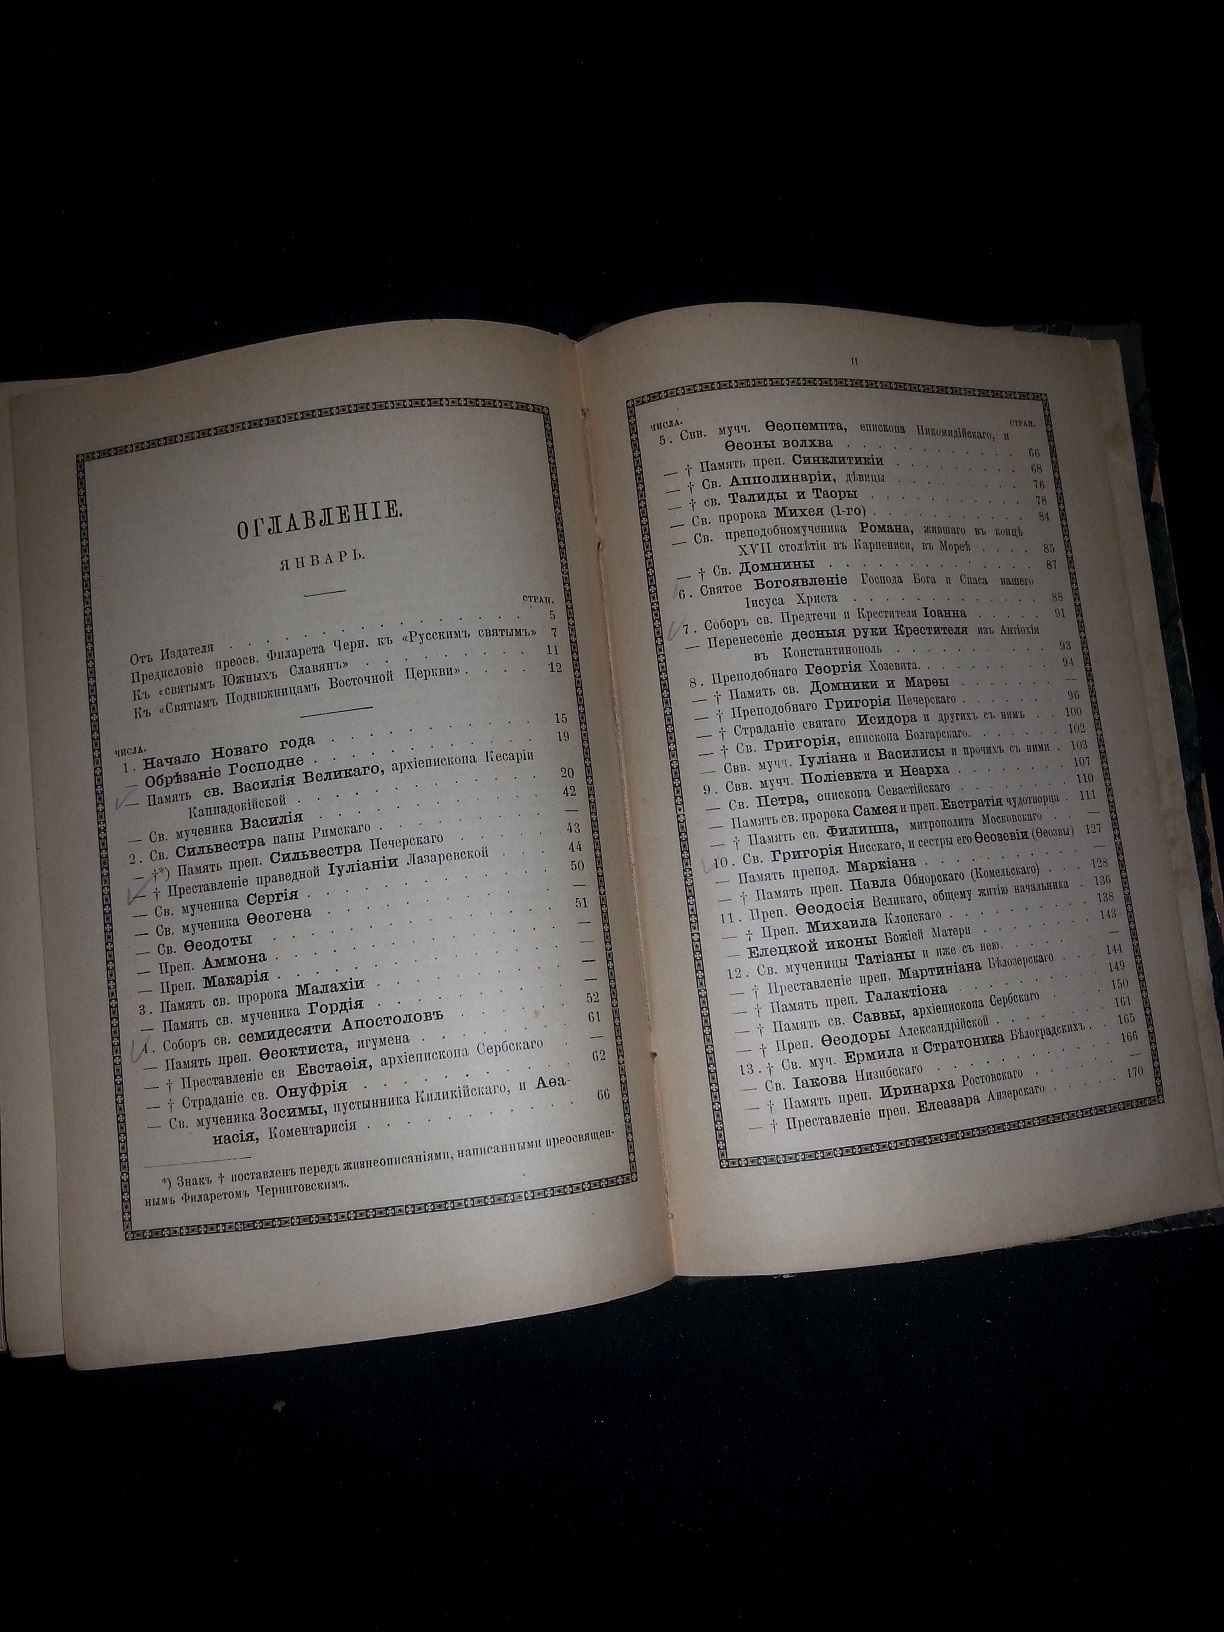 ОГЛАВЛЕНІЕ.
ЯНВАРЬ.
СТРАН.
Отъ Издателя . . . . . . . . . . . . 5
Предисловіе преосв. Филарета Черн. къ «Русскимъ святымъ» 7
Къ «святымъ Южныхъ Славянъ» . . . . . . . . 11
Къ «Святымъ Подвижницамъ Восточной Церкви» . . . . 12
ЧИСЛА.
1. Начало Новаго года . . . . . . . . . 15
— Обрѣзаніе Господне . . . . . . . . . 19
— Память св. Василія Великаго, архіепископа Кесаріи
Каппадокійской . . . . . . . . . 20
— Св. мученика Василія . . . . . . . . . 42
2. Св. Сильвестра папы Римскаго . . . . . . . —
— †*) Память преп. Сильвестра Печерскаго . . . . 43
— † Преставленіе праведной Іуліаніи Лазаревской . . . 44
— Св. мученика Сергія . . . . . . . . . 50
— Св. мученика Ѳеогена . . . . . . . . . —
— Св. Ѳеодоты . . . . . . . . . 51
— Преп. Аммона . . . . . . . . . —
— Преп. Макарія . . . . . . . . . —
3. Память св. пророка Малахіи . . . . . . . —
— Память св. мученика Гордія . . . . . . . —
4. Соборъ св. семидесяти Апостоловъ . . . . . . 52
— Память преп. Ѳеоктиста, игумена . . . . . . 61
— † Преставленіе св Евстаѳія, архіепископа Сербскаго . —
— † Страданіе св. Онуфрія . . . . . . . . 62
— Св. мученика Зосимы, пустынника Киликійскаго, и Аѳа-
насія, Коментарисія . . . . . . . . . 66
*) Знакъ † поставленъ передъ жизнеописаніями, написанными преосвящен-
нымъ Филаретомъ Черниговскимъ.
II
ЧИСЛА. СТРАН.
5. Свв. мучч. Ѳеопемпта, епископа Никомидійскаго, и
Ѳеоны волхва . . . . . . . . . 66
— † Память преп. Синклитикіи . . . . . . . 68
— † Св. Апполинаріи, дѣвицы . . . . . . . 76
— † св. Талиды и Таоры . . . . . . . . 78
— Св. пророка Михея (1-го) . . . . . . . . 84
— Св. преподобномученика Романа, жившаго въ концѣ
XVII столѣтія въ Карпениси, въ Мореѣ . . . . 85
— † Св. Домнины . . . . . . . . . 87
6. Святое Богоявленіе Господа Бога и Спаса нашего
Іисуса Христа . . . . . . . . . 88
7. Соборъ св. Предтечи и Крестителя Іоанна . . . . 91
— Перенесеніе десныя руки Крестителя изъ Антіохіи
въ Константинополь . . . . . . . . 93
8. Преподобнаго Георгія Хозевита. . . . . . . 94
— † Память св. Домники и Марѳы . . . . . . —
— † Преподобнаго Григорія Печерскаго . . . . . 96
— † Страданіе святаго Исидора и другихъ съ нимъ . . 100
— † Св. Григорія, епископа Болгарскаго. . . . . 102
— Свв. мучч. Іуліана и Василисы и прочихъ съ ними . 103
9. Свв. мучч. Поліевкта и Неарха . . . . . . 107
— Св. Петра, епископа Севастійскаго . . . . . . 110
— Память св. пророка Самея и преп. Евстратія чудотворца . 111
— † Память св. Филиппа, митрополита Московскаго . . —
10. Св. Григорія Нисскаго, и сестры его Ѳеозвевіи (Ѳеозвы) 127
— Память препод. Маркіана . . . . . . . . —
— † Память преп. Павла Обнорскаго (Комельскаго) . . 128
11. Преп. Ѳеодосія Великаго, общему житію начальника . 136
— † Преп. Михаила Клопскаго . . . . . . . 138
— Елецкой иконы Божіей Матери . . . . . . 143
12. Св. мученицы Татіаны и иже съ нею. . . . . . —
— † Преставленіе преп. Мартиніана Бѣлозерскаго . . . 144
— † Память преп. Галактіона . . . . . . . 149
— † Память св. Саввы, архіепископа Сербскаго . . . 150
— † Преп. Ѳеодоры Александрійской . . . . . . 161
13. † Св. муч. Ермила и Стратоника Бѣлоградскихъ . . 165
— Св. Іакова Низибскаго . . . . . . . . 166
— † Память преп. Иринарха Ростовскаго . . . . . —
— † Преставленіе преп. Елеазара Анзерскаго . . . . 170